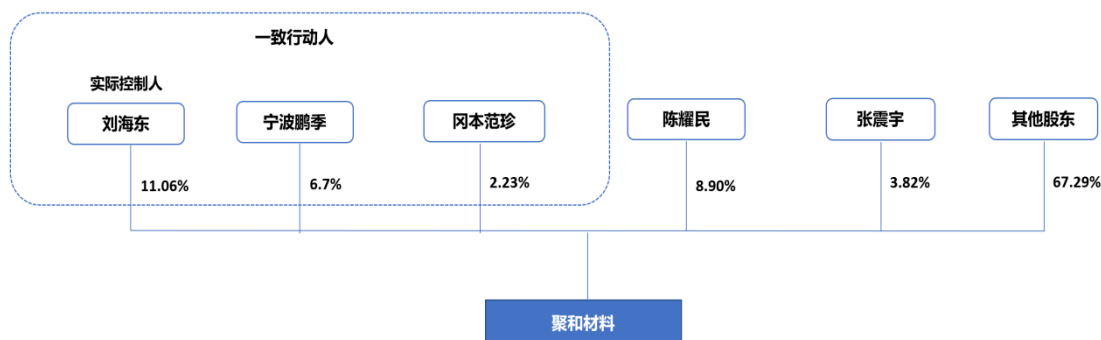 一致行动人
实际控制人
刘海东
宁波鹏季
冈本范珍
陈耀民
张震宇
其他股东
11.06%
6.7%
2.23%
8.90%
3.82%
67.29%
聚和材料